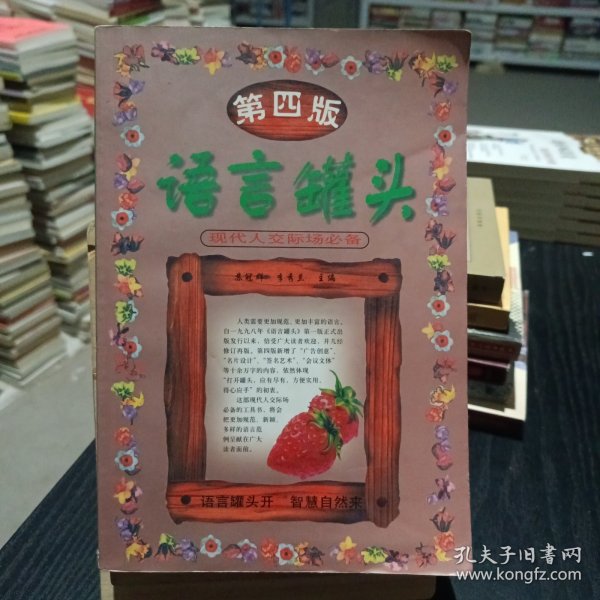 第四版
语言罐头
现代人交际场必备
主编
人类需要更加规范、更加丰富的语言。
自一九九八年《语言罐头》第一版正式出
版发行以来，倍受广大读者欢迎，并几经
修订再版。第四版新增了“广告创意”、
“名片设计”、“签名艺术”、“会议文体”
等十余万字的内容，依然体现
“打开罐头，应有尽有，方便实用，
得心应手”的初衷。
这部现代人交际场
必备的工具书，将会
把更加规范、新颖、
多样的语言范
例呈献在广大
读者面前。
语言罐头开 智慧自然来
孔夫子旧书网
www.kongfz.com